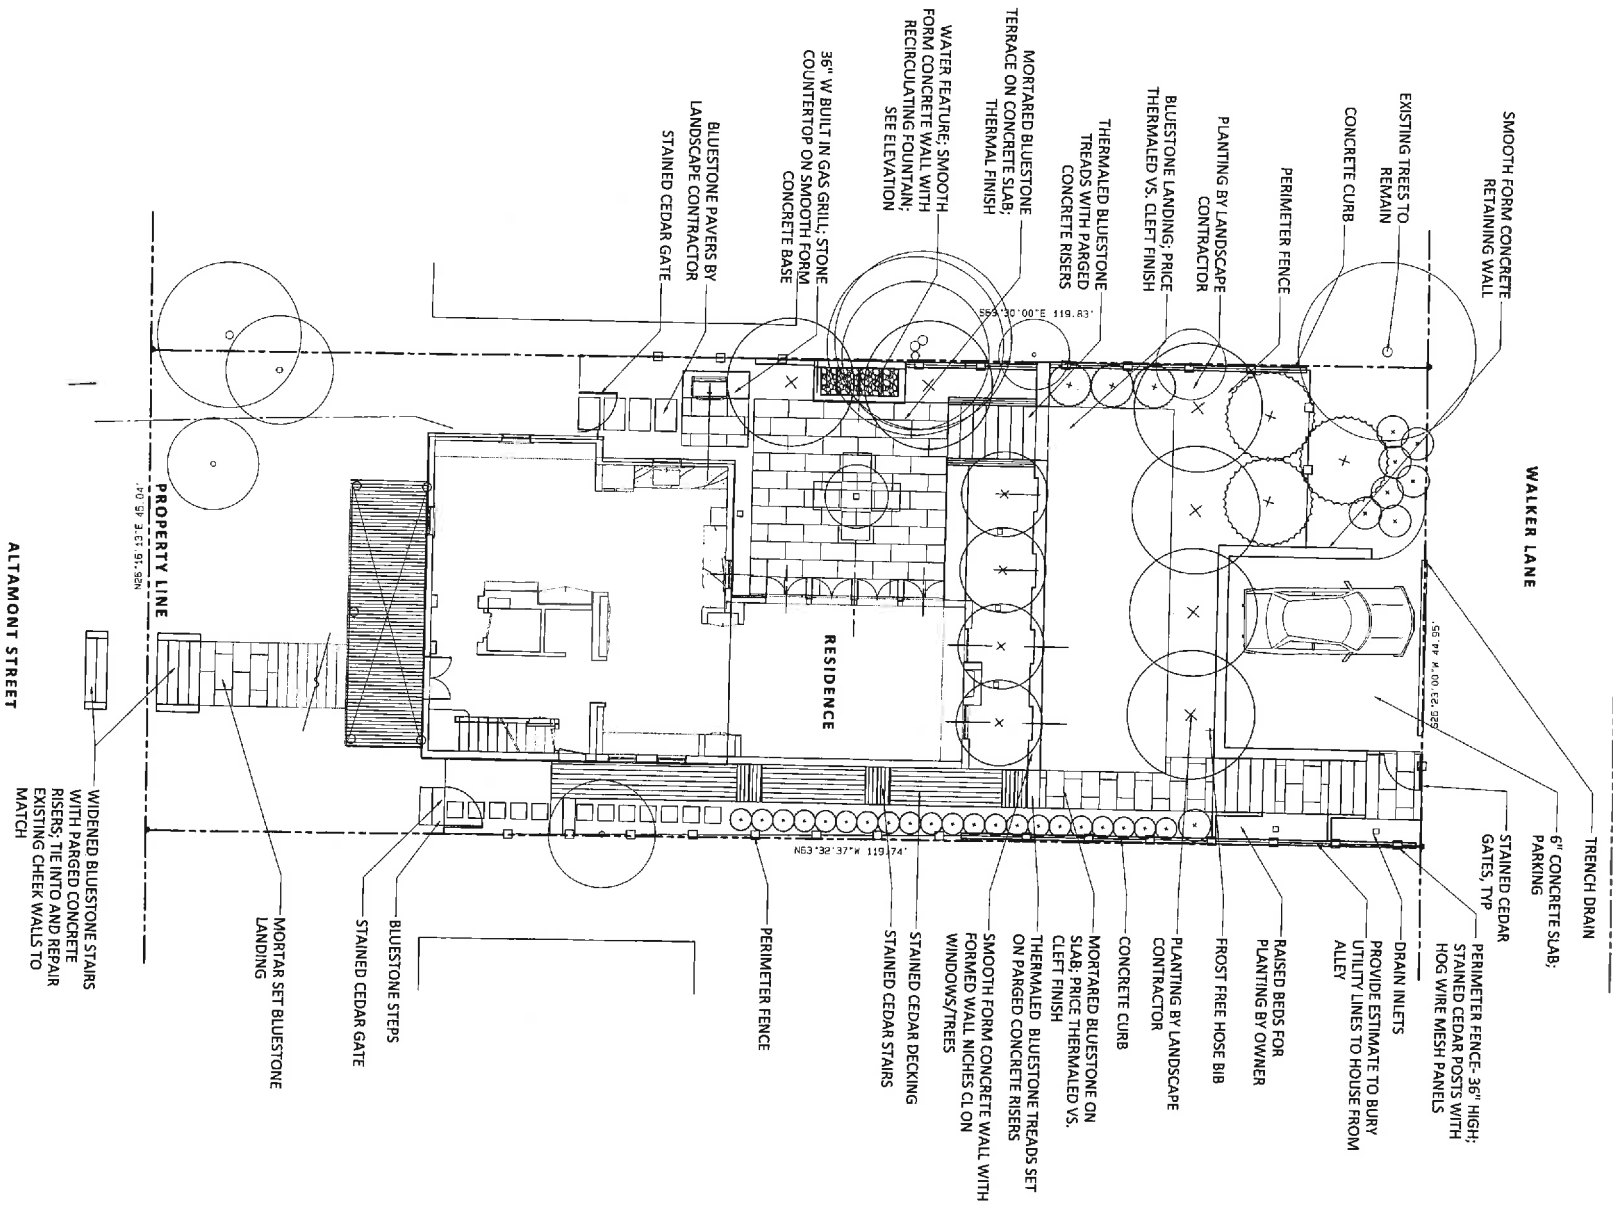 WALKER LANE
TRENCH DRAIN
6" CONCRETE SLAB;
PARKING
STAINED CEDAR
GATES, TYP
SMOOTH FORM CONCRETE
RETAINING WALL
EXISTING TREES TO
REMAIN
CONCRETE CURB
PERIMETER FENCE
PLANTING BY LANDSCAPE
CONTRACTOR
BLUESTONE LANDING; PRICE
THERMALED VS. CLEFT FINISH
THERMALED BLUESTONE
TREADS WITH PARGED
CONCRETE RISERS
MORTARED BLUESTONE
TERRACE ON CONCRETE SLAB;
THERMAL FINISH
WATER FEATURE; SMOOTH
FORM CONCRETE WALL WITH
RECIRCULATING FOUNTAIN;
SEE ELEVATION
36" W BUILT IN GAS GRILL; STONE
COUNTERTOP ON SMOOTH FORM
CONCRETE BASE
BLUESTONE PAVERS BY
LANDSCAPE CONTRACTOR
STAINED CEDAR GATE
S63°30'00"E 119.83'
S26°23'00"W 44.95'
RESIDENCE
N63°32'37"W 119.74'
PERIMETER FENCE- 36" HIGH;
STAINED CEDAR POSTS WITH
HOG WIRE MESH PANELS
DRAIN INLETS
PROVIDE ESTIMATE TO BURY
UTILITY LINES TO HOUSE FROM
ALLEY
RAISED BEDS FOR
PLANTING BY OWNER
FROST FREE HOSE BIB
PLANTING BY LANDSCAPE
CONTRACTOR
CONCRETE CURB
MORTARED BLUESTONE ON
SLAB; PRICE THERMALED VS.
CLEFT FINISH
THERMALED BLUESTONE TREADS SET
ON PARGED CONCRETE RISERS
SMOOTH FORM CONCRETE WALL WITH
FORMED WALL NICHES CL ON
WINDOWS/TREES
STAINED CEDAR DECKING
STAINED CEDAR STAIRS
PERIMETER FENCE
BLUESTONE STEPS
STAINED CEDAR GATE
MORTAR SET BLUESTONE
LANDING
WIDENED BLUESTONE STAIRS
WITH PARGED CONCRETE
RISERS; TIE INTO AND REPAIR
EXISTING CHEEK WALLS TO
MATCH
PROPERTY LINE
N26°16'13"E 45.04'
ALTAMONT STREET